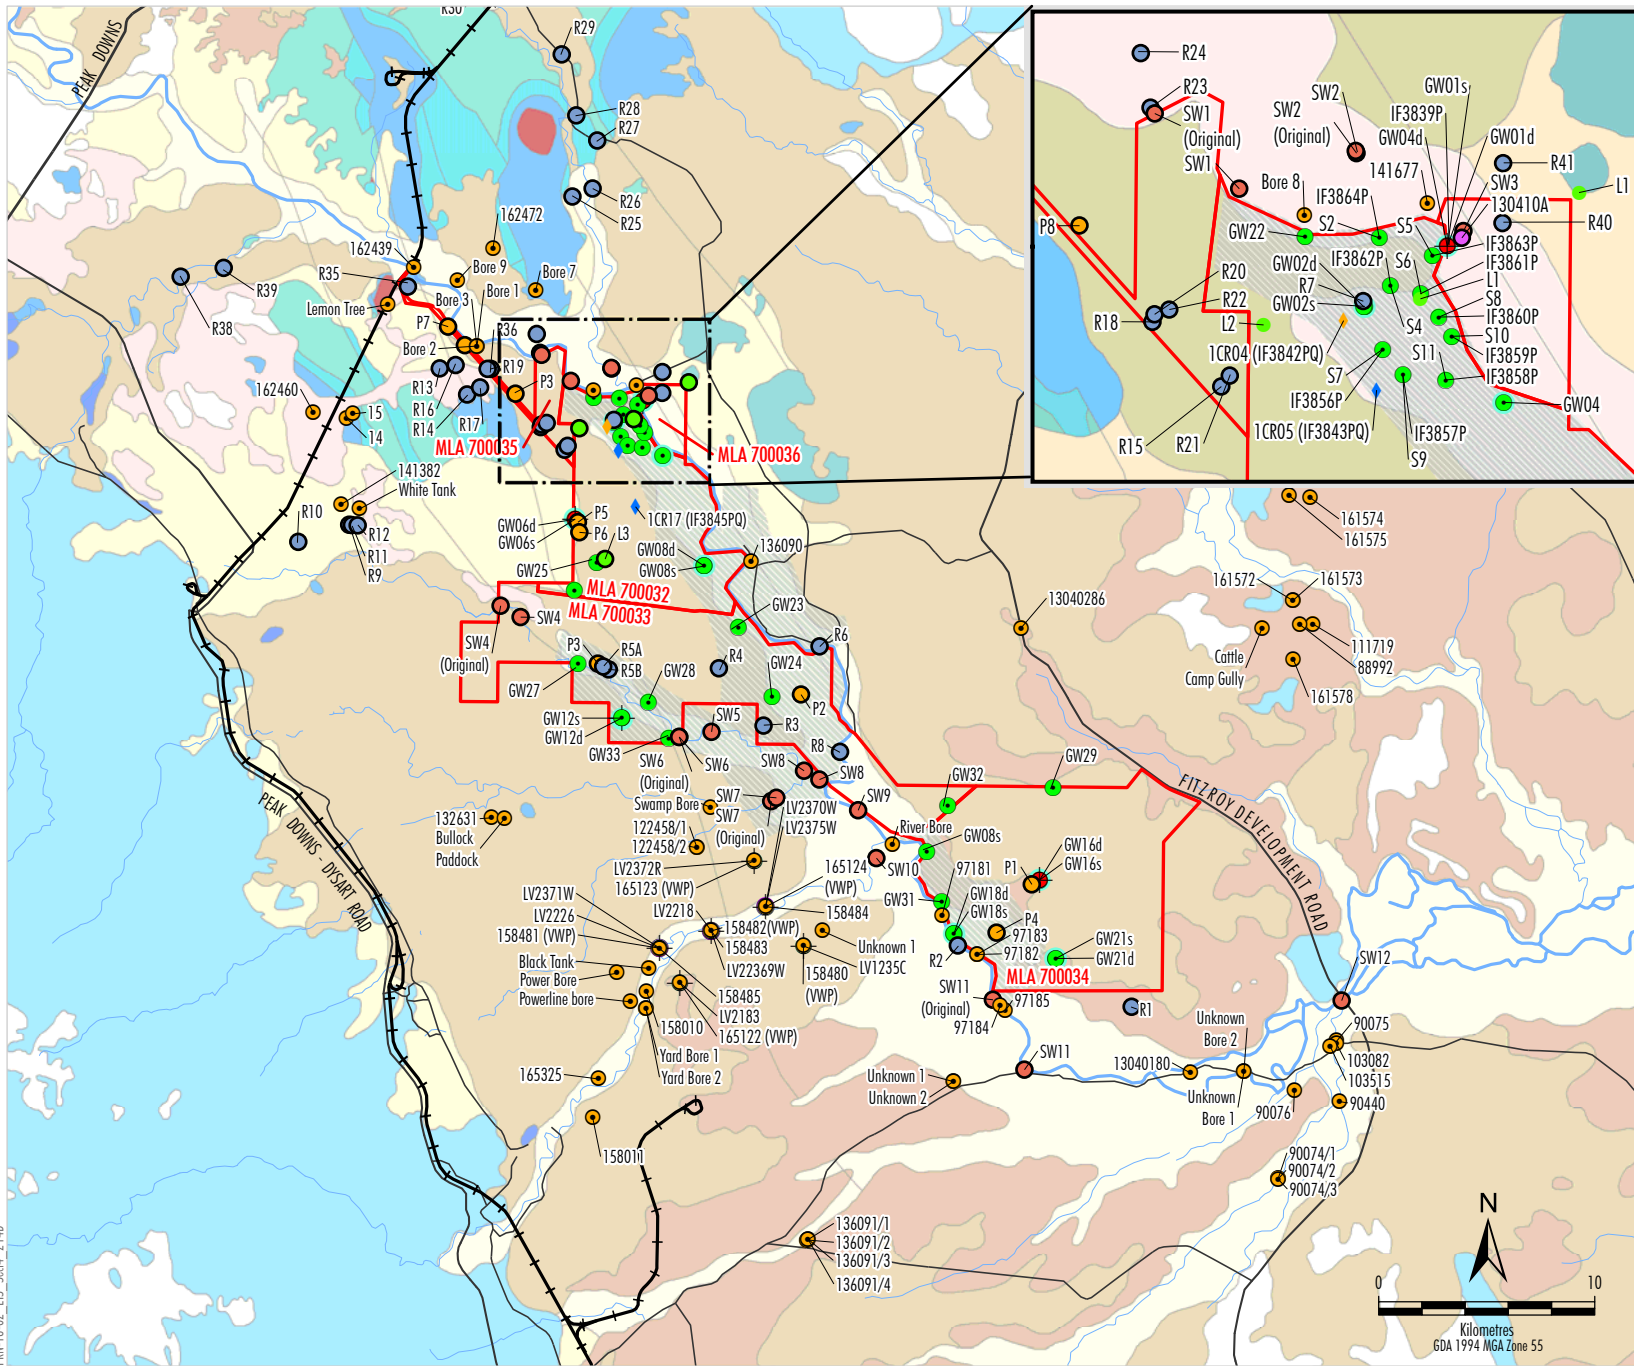 R30
PEAK DOWNS
R29
R28
R27
R26
R25
162472
162439
R35
Bore 9
Bore 7
R39
R38
Lemon Tree
Bore 3
Bore 1
P7
R36
Bore 2
R19
R13
R16
R14
R17
P3
162460
15
14
MLA 700035
MLA 700036
141382
White Tank
R10
R12
R11
R9
GW06d
GW06s
P5
P6
L3
GW25
1CR17 (IF3845PQ)
GW08d
GW08s
136090
MLA 700032
MLA 700033
GW23
SW4
SW4
(Original)
P3
R5A
R5B
GW27
GW28
R4
GW24
R6
P2
GW12s
GW12d
GW33
SW5
R3
R8
SW6
(Original)
SW6
SW8
SW8
Swamp Bore
SW7
SW7
(Original)
LV2370W
LV2375W
SW9
GW32
GW29
132631
Bullock
Paddock
122458/1
122458/2
River Bore
GW08s
LV2372R
165123 (VWP)
165124
(VWP)
SW10
97181
P1
GW16d
GW16s
LV2371W
LV2226
158481 (VWP)
LV2218
158482(VWP)
158483
158484
GW31
GW18d
GW18s
P4
97183
97182
Unknown 1
LV1235C
LV22369W
158480
(VWP)
R2
GW21s
GW21d
MLA 700034
Black Tank
Power Bore
Powerline bore
158485
LV2183
165122 (VWP)
158010
Yard Bore 1
Yard Bore 2
SW11
(Original)
97185
97184
R1
SW11
165325
158011
Unknown 1
Unknown 2
13040180
Unknown
Bore 2
Unknown
Bore 1
SW12
90075
103082
103515
90440
90076
90074/1
90074/2
90074/3
136091/1
136091/2
136091/3
136091/4
PEAK DOWNS - DYSART ROAD
FITZROY DEVELOPMENT ROAD
161574
161575
161572
161573
13040286
111719
88992
Cattle
Camp Gully
161578
R24
R23
SW1
(Original)
SW1
SW2
SW2
(Original)
GW01s
IF3839P
GW04d
GW01d
141677
R41
SW3
L1
130410A
R40
Bore 8
IF3864P
S2
S5
GW22
P8
IF3863P
IF3861P
L1
S8
IF3860P
S10
IF3859P
IF3858P
GW02d
R7
GW02s
IF3862P
S6
S4
S11
R20
R22
R18
L2
1CR04 (IF3842PQ)
S7
IF3856P
GW04
R15
R21
1CR05 (IF3843PQ)
IF3857P
S9
N
0 10
Kilometres
GDA 1994 MGA Zone 55